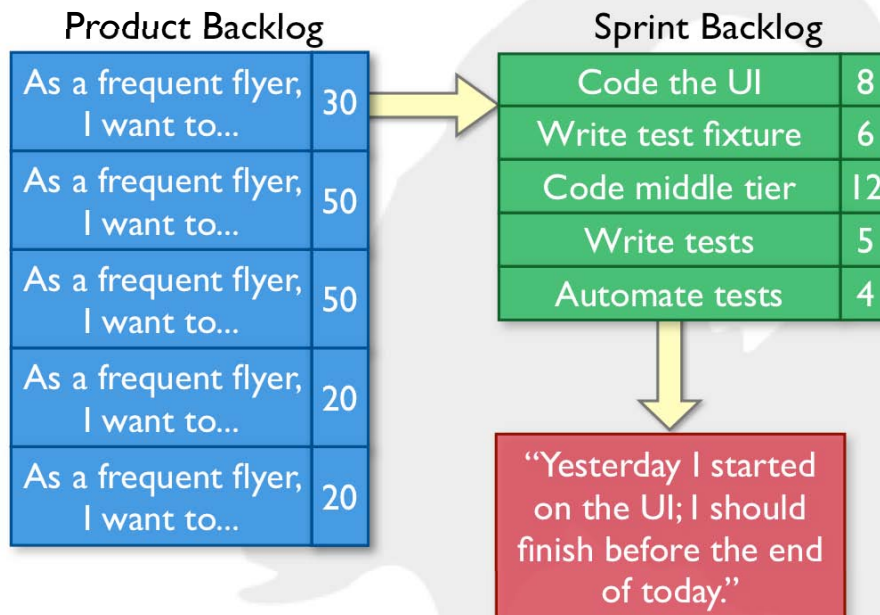 Product Backlog
As a frequent flyer,
I want to...
30
As a frequent flyer,
I want to...
50
As a frequent flyer,
I want to...
50
As a frequent flyer,
I want to...
20
As a frequent flyer,
I want to...
20
Sprint Backlog
Code the UI 8
Write test fixture 6
Code middle tier 12
Write tests 5
Automate tests 4
“Yesterday I started
on the UI; I should
finish before the end
of today.”